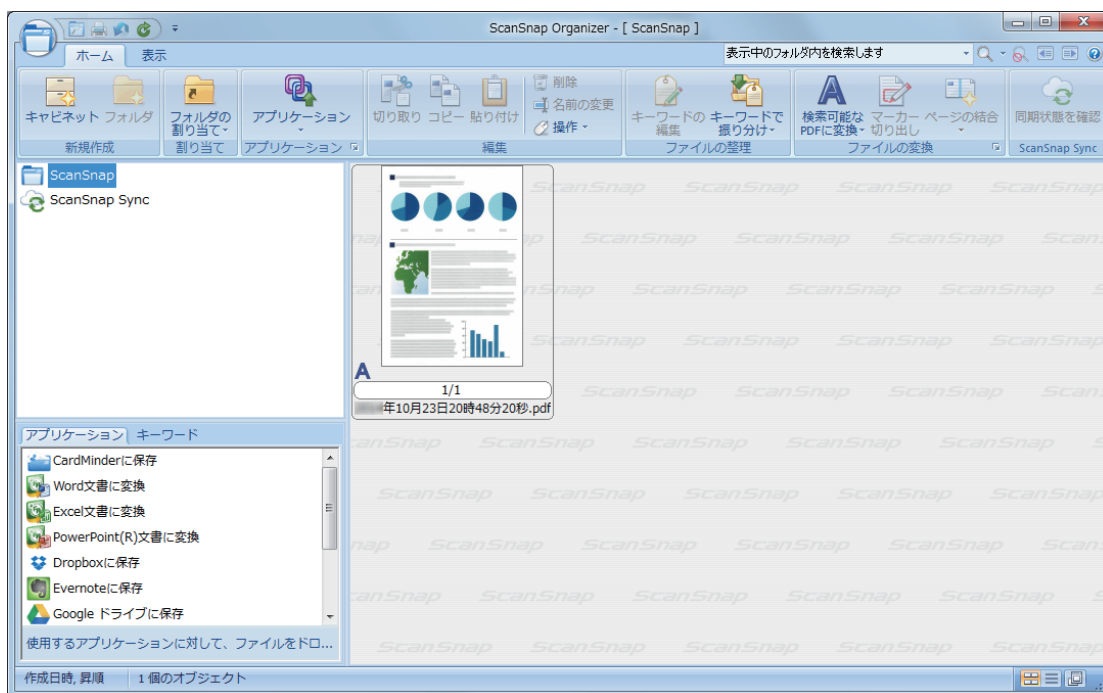 ScanSnap Organizer - [ ScanSnap ]
ホーム 表示
表示中のフォルダ内を検索します
キャビネット フォルダ
新規作成
フォルダの
割り当て
割り当て
アプリケーション
アプリケーション
切り取り コピー 貼り付け
削除
名前の変更
操作
編集
キーワードの
編集
キーワードで
振り分け
ファイルの整理
検索可能な
PDFに変換
マーカー
切り出し
ページの結合
ファイルの変換
同期状態を確認
ScanSnap Sync
ScanSnap
ScanSnap Sync
A
1/1
年10月23日20時48分20秒.pdf
アプリケーション キーワード
CardMinderに保存
Word文書に変換
Excel文書に変換
PowerPoint(R)文書に変換
Dropboxに保存
Evernoteに保存
Google ドライブに保存
使用するアプリケーションに対して、ファイルをドロ...
作成日時, 昇順 1 個のオブジェクト